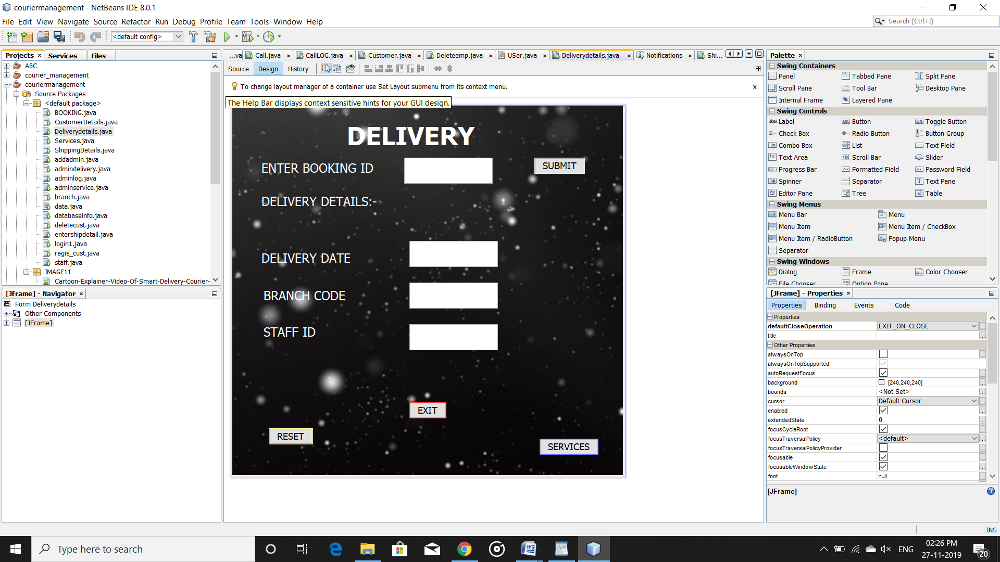 couriermanagement - NetBeans IDE 8.0.1
File Edit View Navigate Source Refactor Run Debug Profile Team Tools Window Help
Search (Ctrl+I)
<default config>
Projects Services Files
ABC
courier_management
couriermanagement
Source Packages
<default package>
BOOKING.java
CustomerDetails.java
Deliverydetails.java
Services.java
ShippingDetails.java
addadmin.java
admindelivery.java
adminlog.java
adminservice.java
branch.java
data.java
databaseinfo.java
deletecust.java
entershipdetail.java
login1.java
regis_cust.java
staff.java
IMAGE11
Cartoon-Explainer-Video-Of-Smart-Delivery-Courier-
[JFrame] - Navigator
Form Deliverydetails
Other Components
[JFrame]
...va Call.java CallLOG.java Customer.java Deleteemp.java USer.java Deliverydetails.java Notifications Shi...
Source Design History
To change layout manager of a container use Set Layout submenu from its context menu. x
The Help Bar displays context sensitive hints for your GUI design.
DELIVERY
ENTER BOOKING ID
SUBMIT
DELIVERY DETAILS:-
DELIVERY DATE
BRANCH CODE
STAFF ID
EXIT
RESET
SERVICES
Palette
Swing Containers
Panel Tabbed Pane Split Pane
Scroll Pane Tool Bar Desktop Pane
Internal Frame Layered Pane
Swing Controls
label Label OK Button ON Toggle Button
Check Box Radio Button Button Group
Combo Box List Text Field
Text Area Scroll Bar Slider
Progress Bar Formatted Field Password Field
Spinner Separator Text Pane
Editor Pane Tree Table
Swing Menus
File Menu Bar Menu
Menu Item Menu Item / CheckBox
Menu Item / RadioButton Popup Menu
Separator
Swing Windows
Dialog Frame Color Chooser
File Chooser Option Pane
[JFrame] - Properties
Properties Binding Events Code
Properties
defaultCloseOperation EXIT_ON_CLOSE
title
Other Properties
alwaysOnTop
alwaysOnTopSupported
autoRequestFocus
background [240,240,240]
bounds <Not Set>
cursor Default Cursor
enabled
extendedState 0
focusCycleRoot
focusTraversalPolicy <default>
focusTraversalPolicyProvider
focusable
focusableWindowState
font null
[JFrame]
INS
Type here to search
ENG
02:26 PM
27-11-2019
20